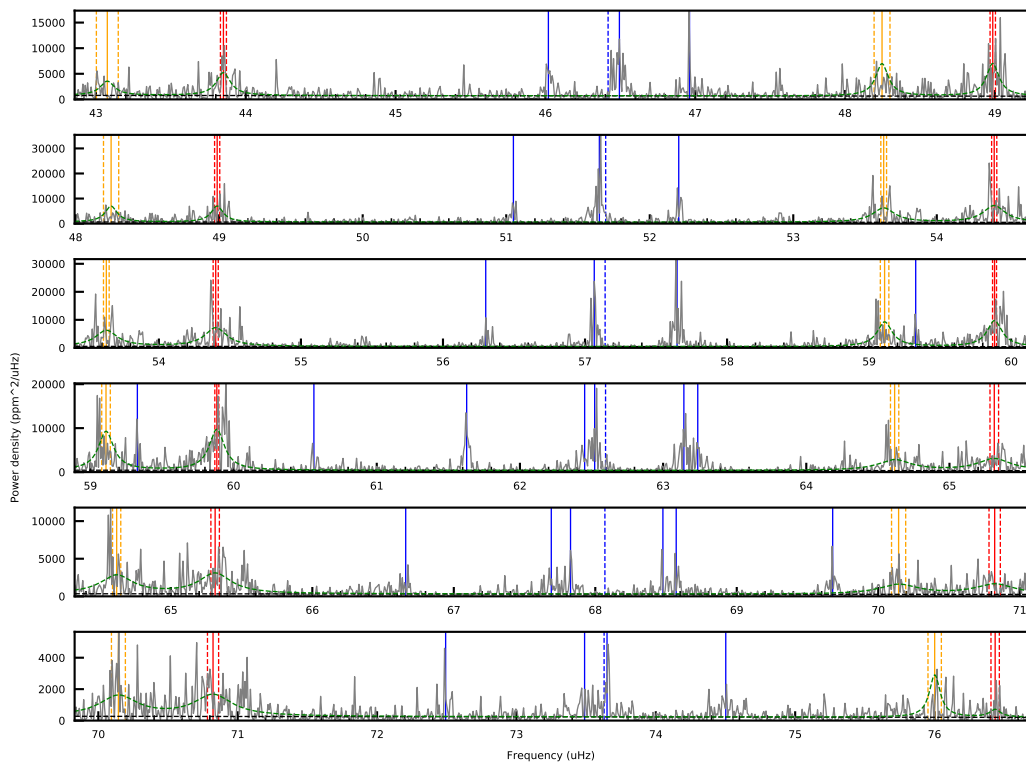 15000
10000
5000
0
43 44 45 46 47 48 49
30000
20000
10000
0
48 49 50 51 52 53 54
30000
20000
10000
0
54 55 56 57 58 59 60
Power density (ppm^2/uHz)
20000
10000
0
59 60 61 62 63 64 65
10000
5000
0
65 66 67 68 69 70 71
4000
2000
0
70 71 72 73 74 75 76
Frequency (uHz)